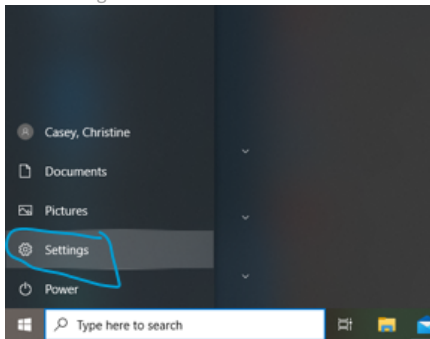 Casey, Christine
Documents
Pictures
Settings
Power
Type here to search